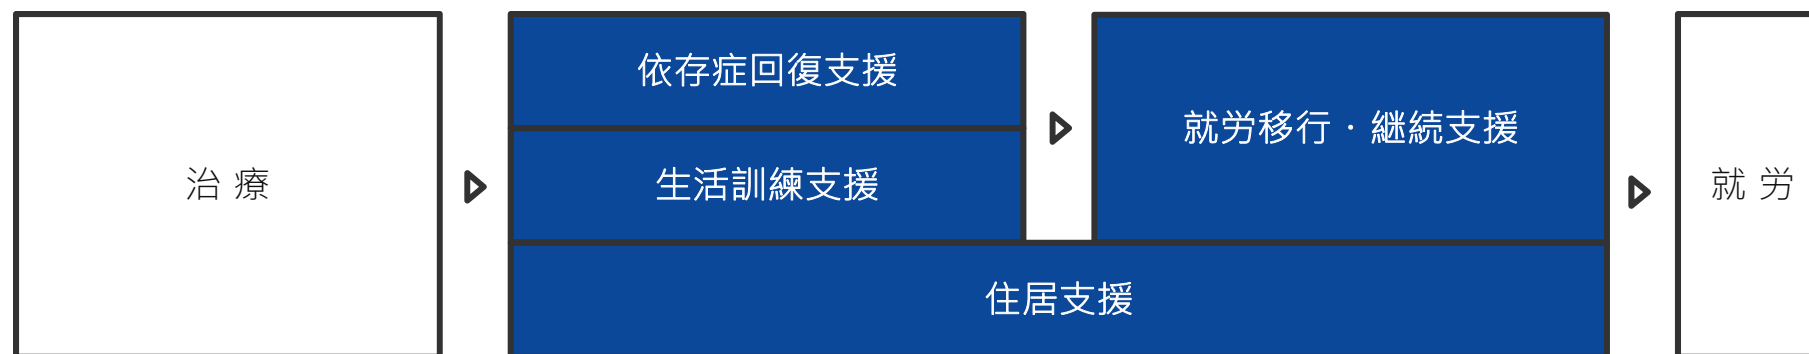 治療
依存症回復支援
生活訓練支援
就労移行・継続支援
住居支援
就労